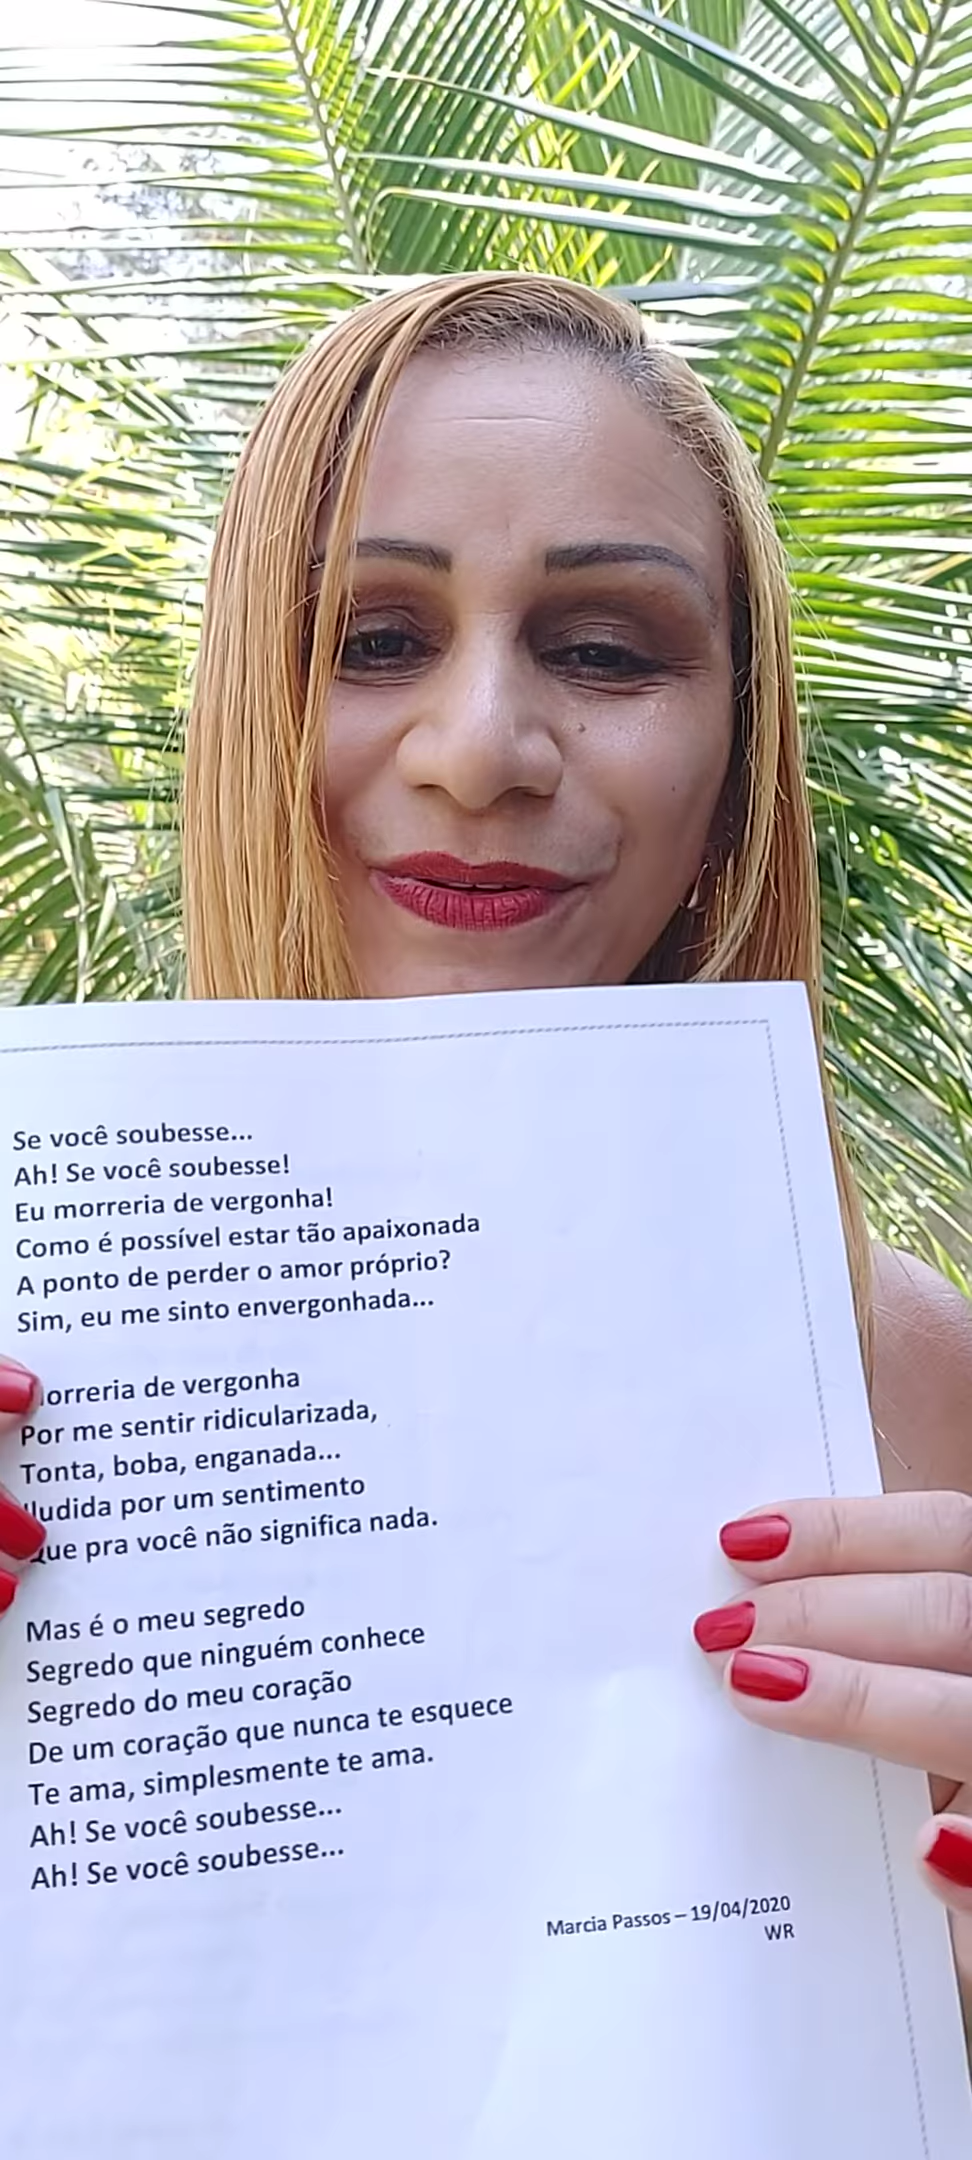 Se você soubesse...
Ah! Se você soubesse!
Eu morreria de vergonha!
Como é possível estar tão apaixonada
A ponto de perder o amor próprio?
Sim, eu me sinto envergonhada...
Morreria de vergonha
Por me sentir ridicularizada,
Tonta, boba, enganada...
Iludida por um sentimento
Que pra você não significa nada.
Mas é o meu segredo
Segredo que ninguém conhece
Segredo do meu coração
De um coração que nunca te esquece
Te ama, simplesmente te ama.
Ah! Se você soubesse...
Ah! Se você soubesse...
Marcia Passos – 19/04/2020
WR